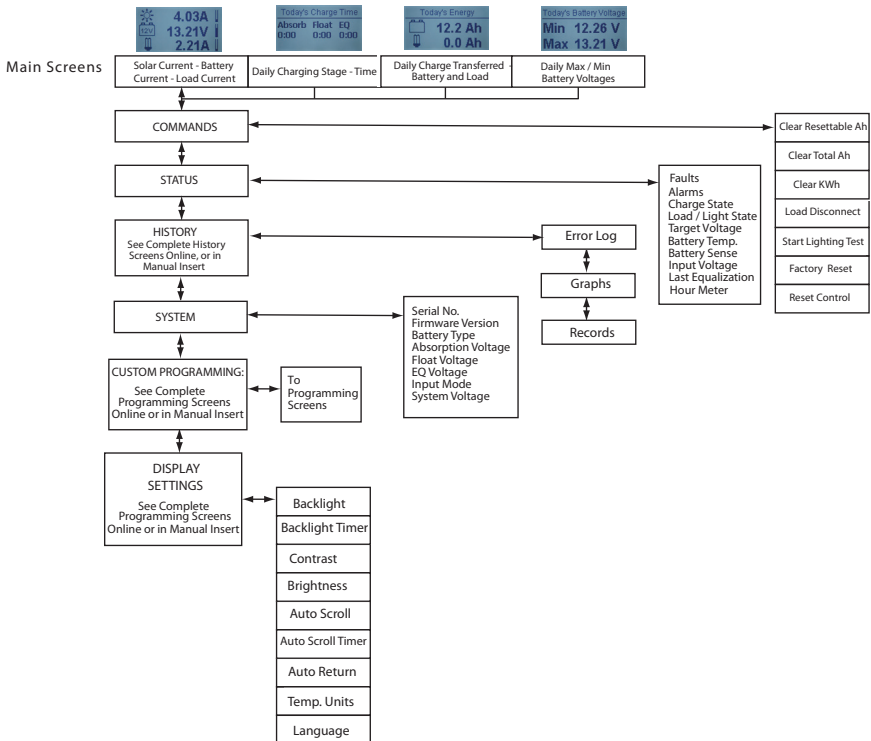 4.03A
12V 13.21V
2.21A
Today's Charge Time
Absorb Float EQ
0:00 0:00 0:00
Today's Energy
12.2 Ah
0.0 Ah
Today's Battery Voltage
Min 12.26 V
Max 13.21 V
Main Screens
Solar Current - Battery
Current - Load Current
Daily Charging Stage - Time
Daily Charge Transferred -
Battery and Load
Daily Max / Min
Battery Voltages
COMMANDS
Clear Resettable Ah
Clear Total Ah
Clear KWh
Load Disconnect
Start Lighting Test
Factory Reset
Reset Control
STATUS
Faults
Alarms
Charge State
Load / Light State
Target Voltage
Battery Temp.
Battery Sense
Input Voltage
Last Equalization
Hour Meter
HISTORY
See Complete History
Screens Online, or in
Manual Insert
Error Log
Graphs
Records
SYSTEM
Serial No.
Firmware Version
Battery Type
Absorption Voltage
Float Voltage
EQ Voltage
Input Mode
System Voltage
CUSTOM PROGRAMMING:
See Complete
Programming Screens
Online or in Manual Insert
To
Programming
Screens
DISPLAY
SETTINGS
See Complete
Programming Screens
Online or in Manual Insert
Backlight
Backlight Timer
Contrast
Brightness
Auto Scroll
Auto Scroll Timer
Auto Return
Temp. Units
Language